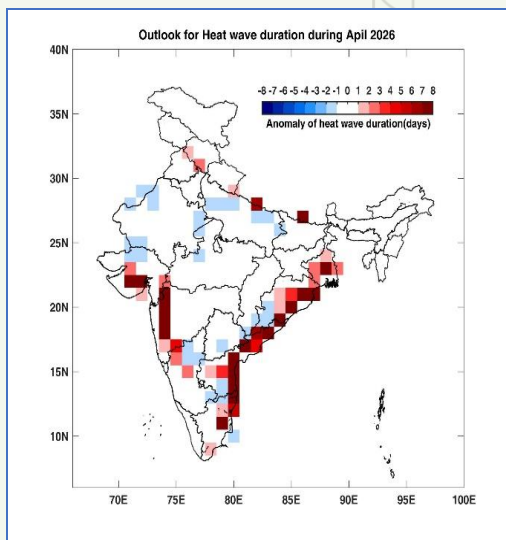 Outlook for Heat wave duration during April 2026
40N
-8 -7 -6 -5 -4 -3 -2 -1 0 1 2 3 4 5 6 7 8
Anomaly of heat wave duration(days)
35N
30N
25N
20N
15N
10N
70E 75E 80E 85E 90E 95E 100E